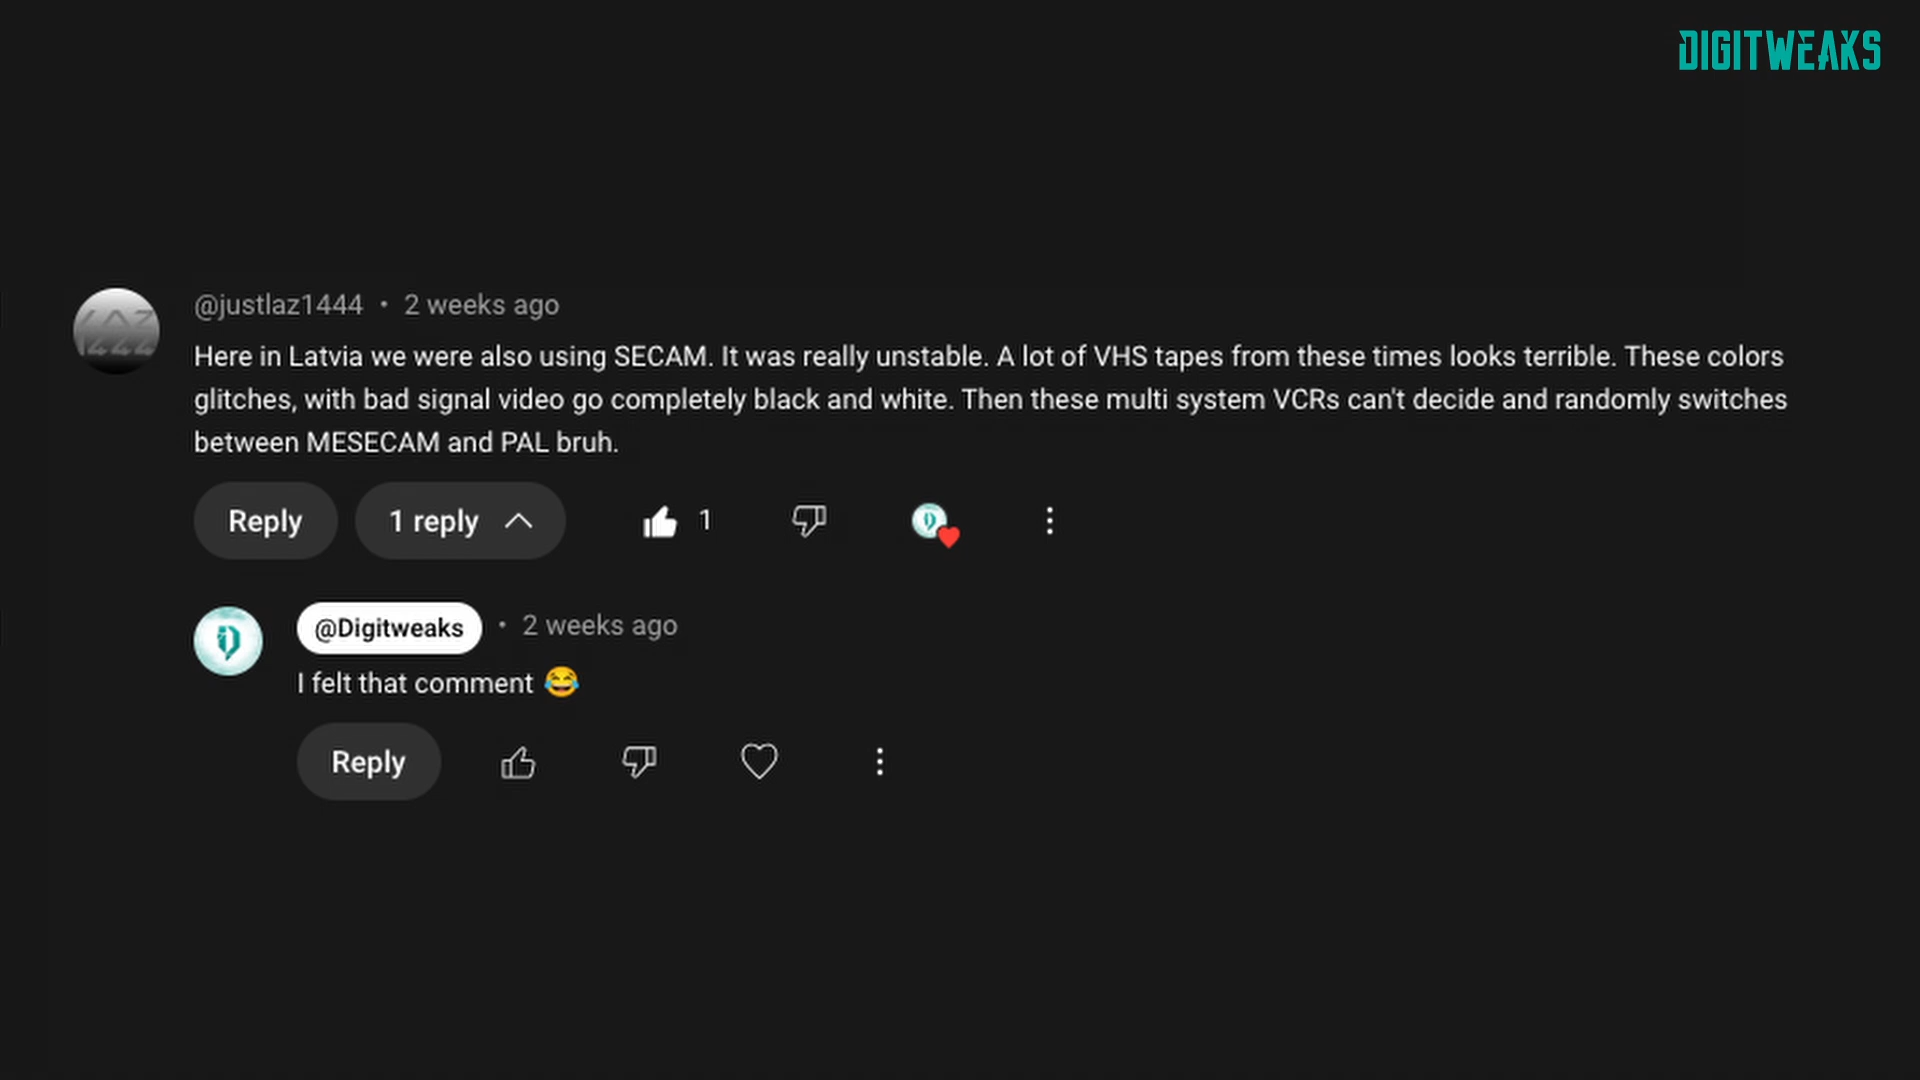 DIGITWEAKS
@justlaz1444 • 2 weeks ago
Here in Latvia we were also using SECAM. It was really unstable. A lot of VHS tapes from these times looks terrible. These colors
glitches, with bad signal video go completely black and white. Then these multi system VCRs can't decide and randomly switches
between MESECAM and PAL bruh.
Reply 1 reply 1
@Digitweaks • 2 weeks ago
I felt that comment 😂
Reply